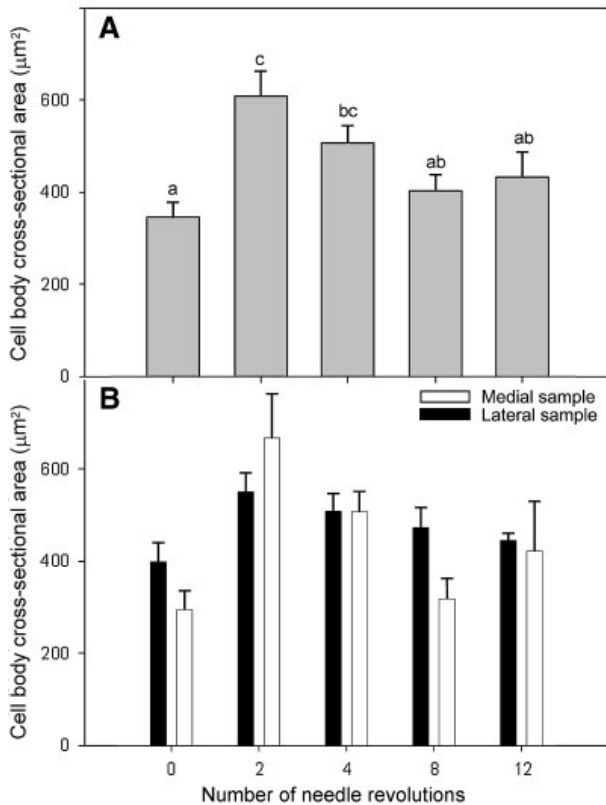 A
Cell body cross-sectional area (μm²)
600
400
200
0
a
c
bc
ab
ab
B
Medial sample
Lateral sample
Cell body cross-sectional area (μm²)
600
400
200
0
0
2
4
8
12
Number of needle revolutions